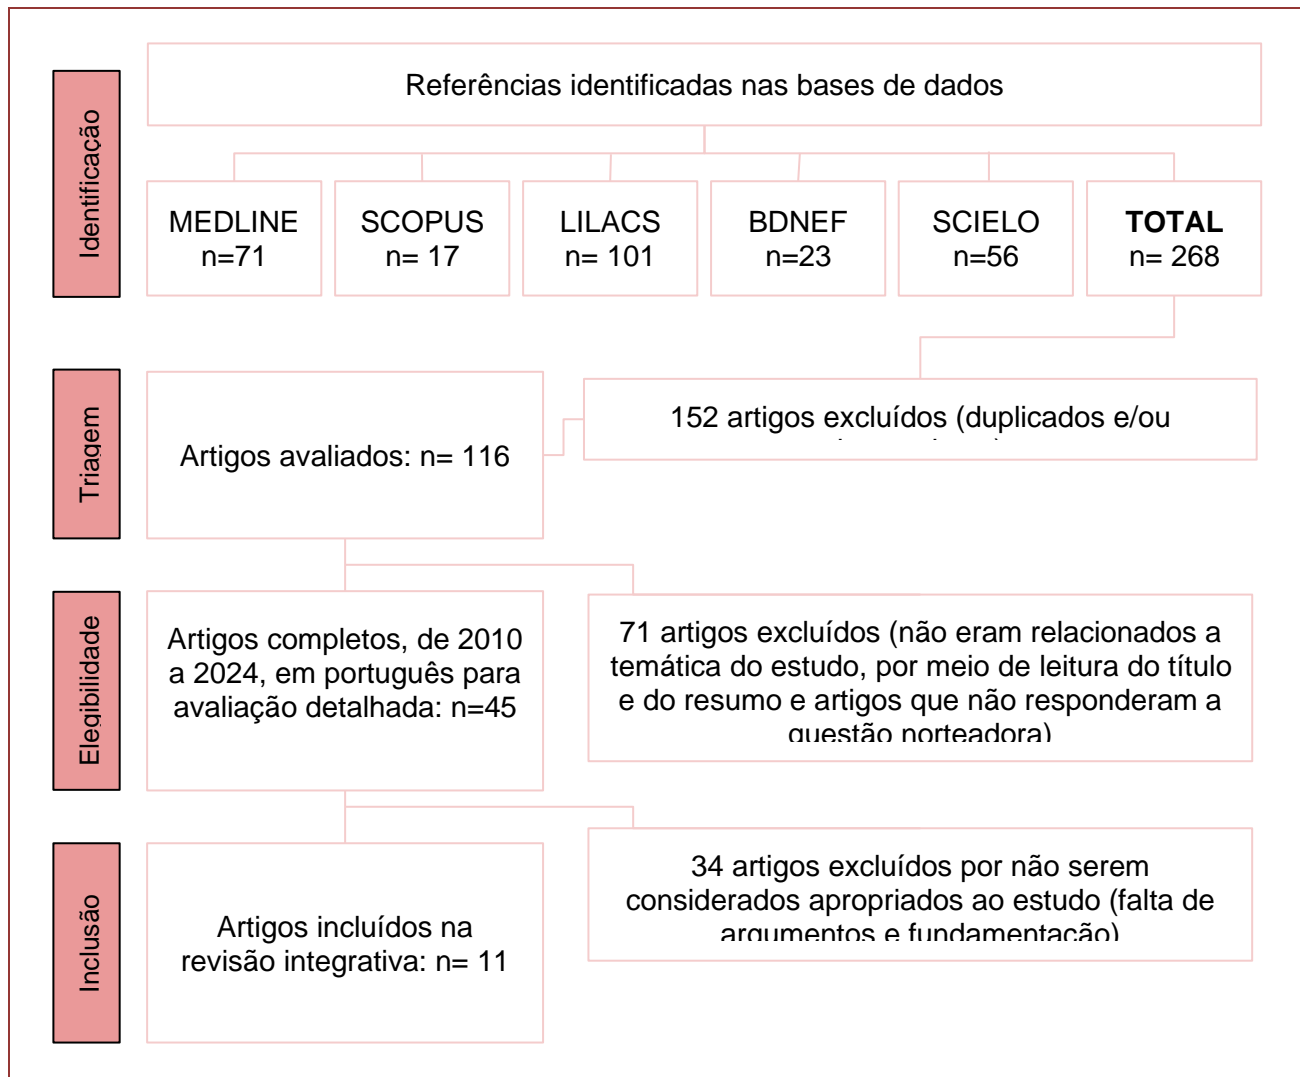 Identificação
Referências identificadas nas bases de dados
MEDLINE
n=71
SCOPUS
n= 17
LILACS
n= 101
BDNEF
n=23
SCIELO
n=56
TOTAL
n= 268
Triagem
Artigos avaliados: n= 116
152 artigos excluídos (duplicados e/ou
Elegibilidade
Artigos completos, de 2010
a 2024, em português para
avaliação detalhada: n=45
71 artigos excluídos (não eram relacionados a
temática do estudo, por meio de leitura do título
e do resumo e artigos que não responderam a
questão norteadora)
Inclusão
Artigos incluídos na
revisão integrativa: n= 11
34 artigos excluídos por não serem
considerados apropriados ao estudo (falta de
argumentos e fundamentação)